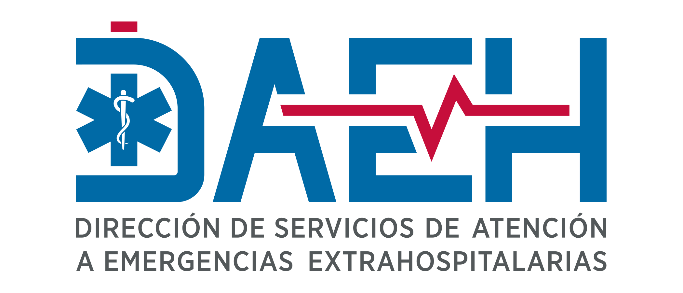 DAEH
DIRECCIÓN DE SERVICIOS DE ATENCIÓN
A EMERGENCIAS EXTRAHOSPITALARIAS